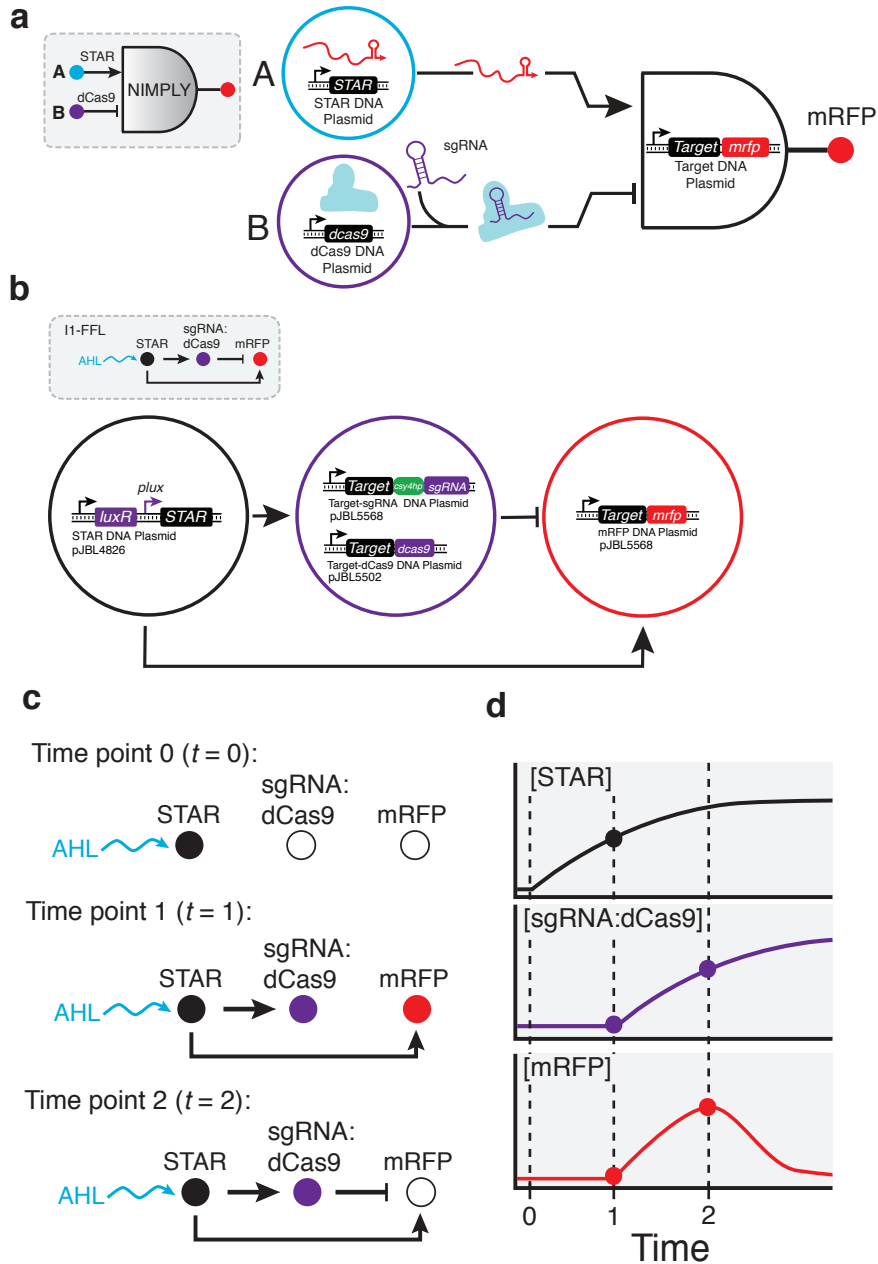 a
STAR
A
dCas9
B
NIMPLY
A
STAR
STAR DNA
Plasmid
sgRNA
B
dcas9
dCas9 DNA
Plasmid
Target mrfp
Target DNA
Plasmid
mRFP
b
I1-FFL
sgRNA:
STAR dCas9 mRFP
AHL
plux
luxR STAR
STAR DNA Plasmid
pJBL4826
Target csy4hp sgRNA
Target-sgRNA DNA Plasmid
pJBL5568
Target dcas9
Target-dCas9 DNA Plasmid
pJBL5502
Target mrfp
mRFP DNA Plasmid
pJBL5568
c
Time point 0 (t = 0):
sgRNA:
STAR dCas9 mRFP
AHL
Time point 1 (t = 1):
sgRNA:
STAR dCas9 mRFP
AHL
Time point 2 (t = 2):
sgRNA:
STAR dCas9 mRFP
AHL
d
[STAR]
[sgRNA:dCas9]
[mRFP]
0 1 2
Time